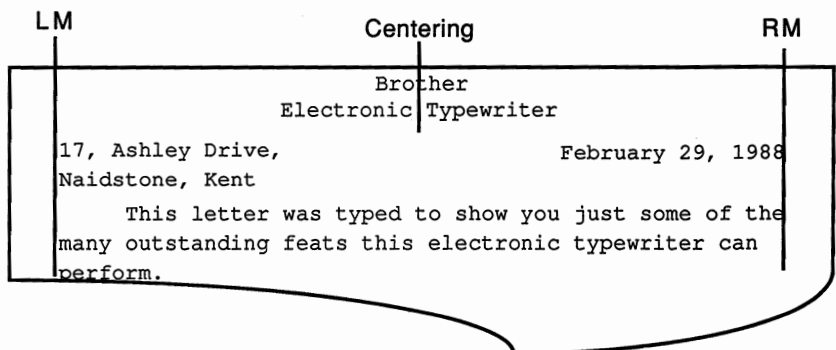 LM Centering RM
Brother
Electronic Typewriter
17, Ashley Drive, February 29, 1988
Naidstone, Kent
This letter was typed to show you just some of the
many outstanding feats this electronic typewriter can
perform.